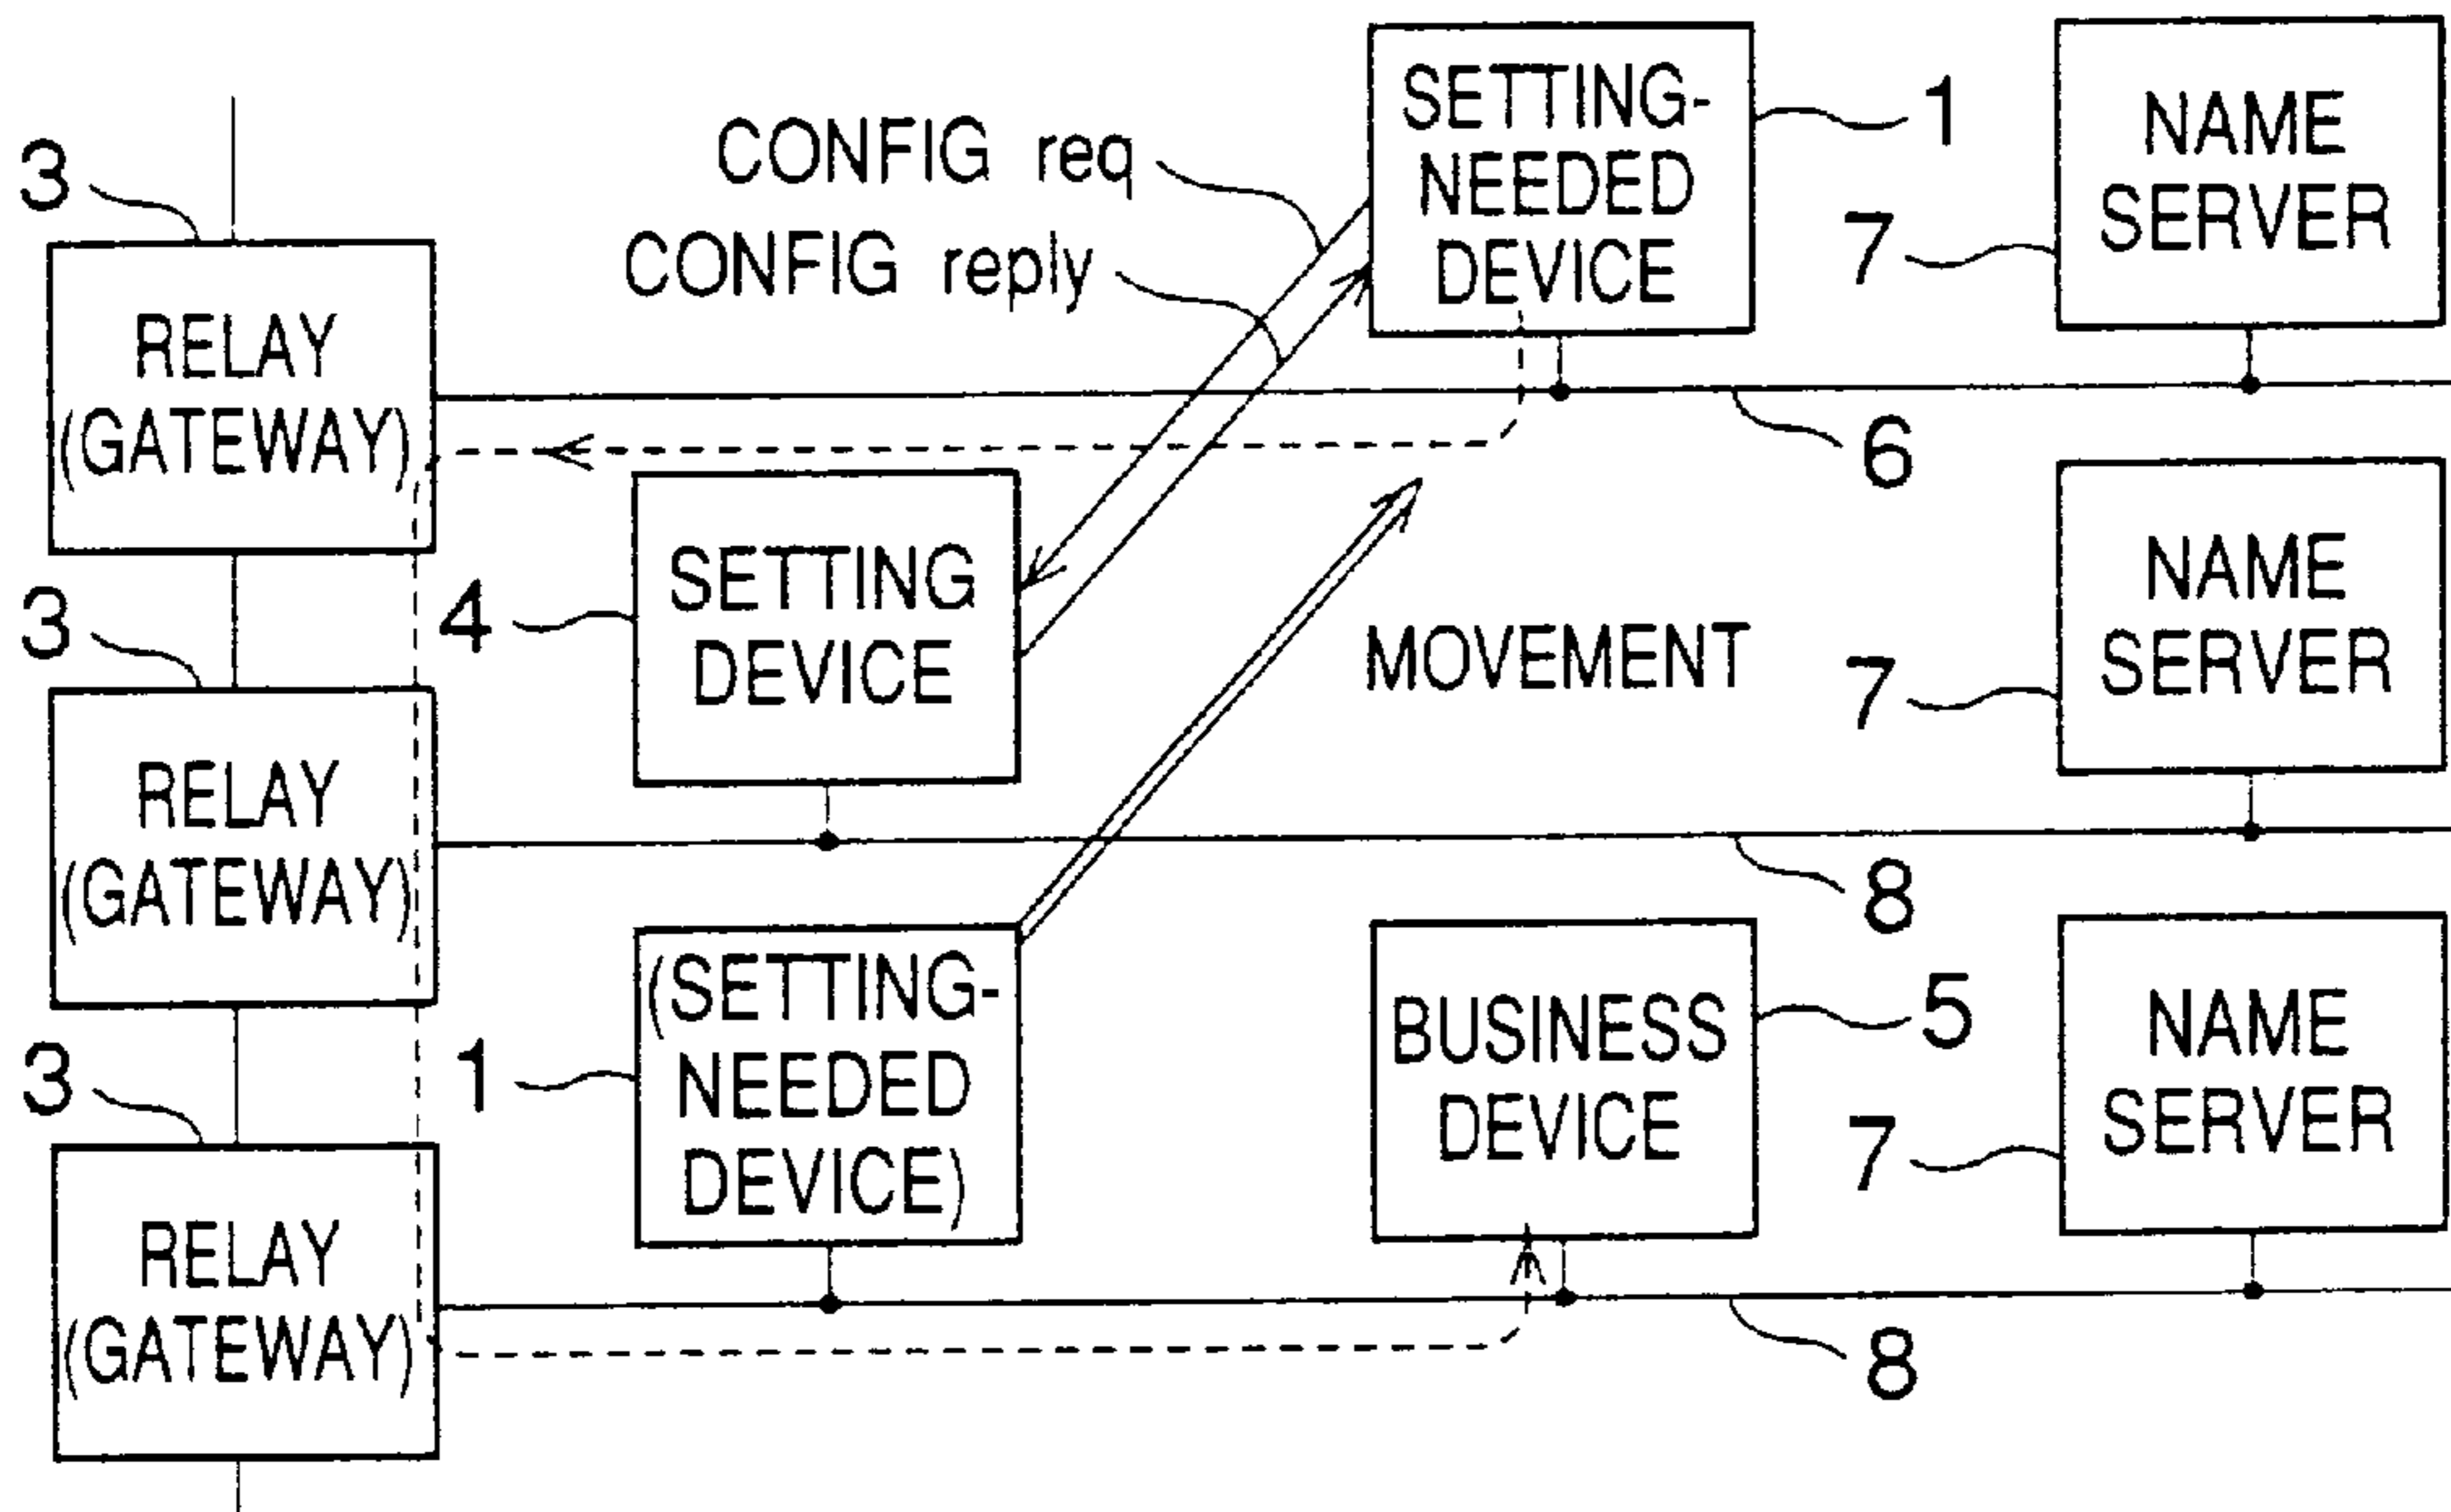 SETTING-
NEEDED
DEVICE
1
NAME
SERVER
7
CONFIG req
CONFIG reply
3
RELAY
(GATEWAY)
6
SETTING
DEVICE
4
MOVEMENT
NAME
SERVER
7
3
RELAY
(GATEWAY)
8
(SETTING-
NEEDED
DEVICE)
1
BUSINESS
DEVICE
5
NAME
SERVER
7
3
RELAY
(GATEWAY)
8